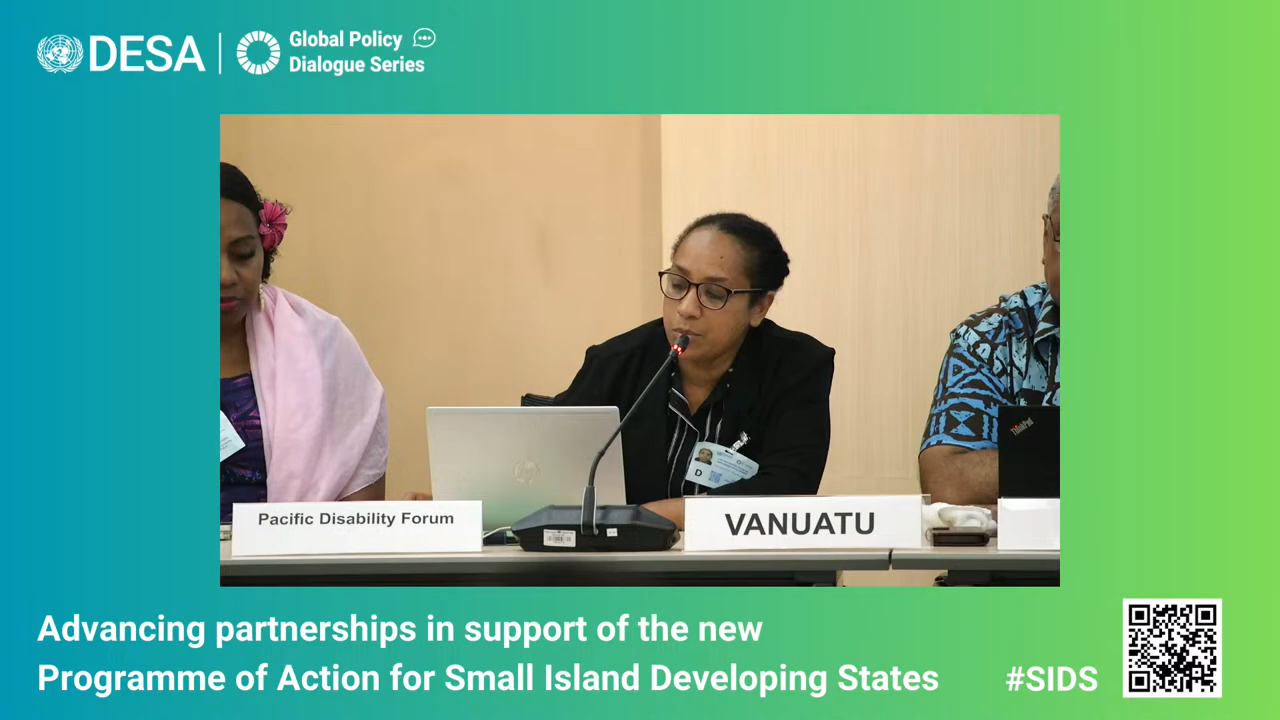 DESA
Global Policy
Dialogue Series
ThinkPad
D
Pacific Disability Forum
VANUATU
Advancing partnerships in support of the new
Programme of Action for Small Island Developing States
#SIDS